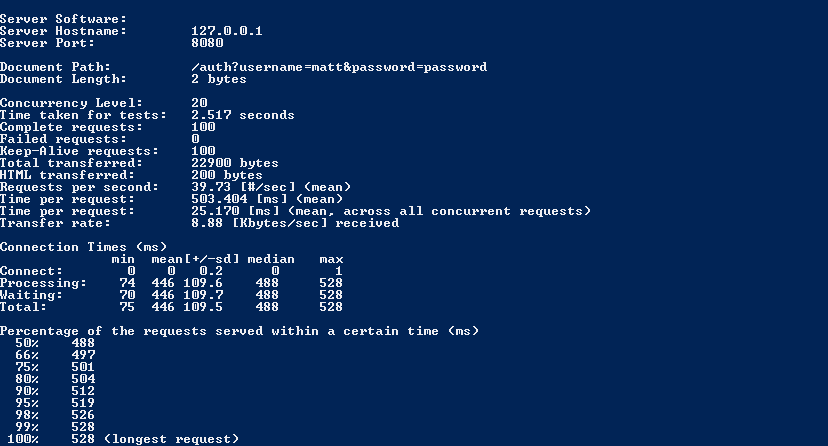 Server Software:
Server Hostname:        127.0.0.1
Server Port:            8080
Document Path:          /auth?username=matt&password=password
Document Length:        2 bytes
Concurrency Level:      20
Time taken for tests:   2.517 seconds
Complete requests:      100
Failed requests:        0
Keep-Alive requests:    100
Total transferred:      22900 bytes
HTML transferred:       200 bytes
Requests per second:    39.73 [#/sec] (mean)
Time per request:       503.404 [ms] (mean)
Time per request:       25.170 [ms] (mean, across all concurrent requests)
Transfer rate:          8.88 [Kbytes/sec] received
Connection Times (ms)
              min  mean[+/-sd] median   max
Connect:        0    0   0.2      0       1
Processing:    74  446 109.6    488     528
Waiting:       70  446 109.7    488     528
Total:         75  446 109.5    488     528
Percentage of the requests served within a certain time (ms)
  50%    488
  66%    497
  75%    501
  80%    504
  90%    512
  95%    519
  98%    526
  99%    528
 100%    528 (longest request)